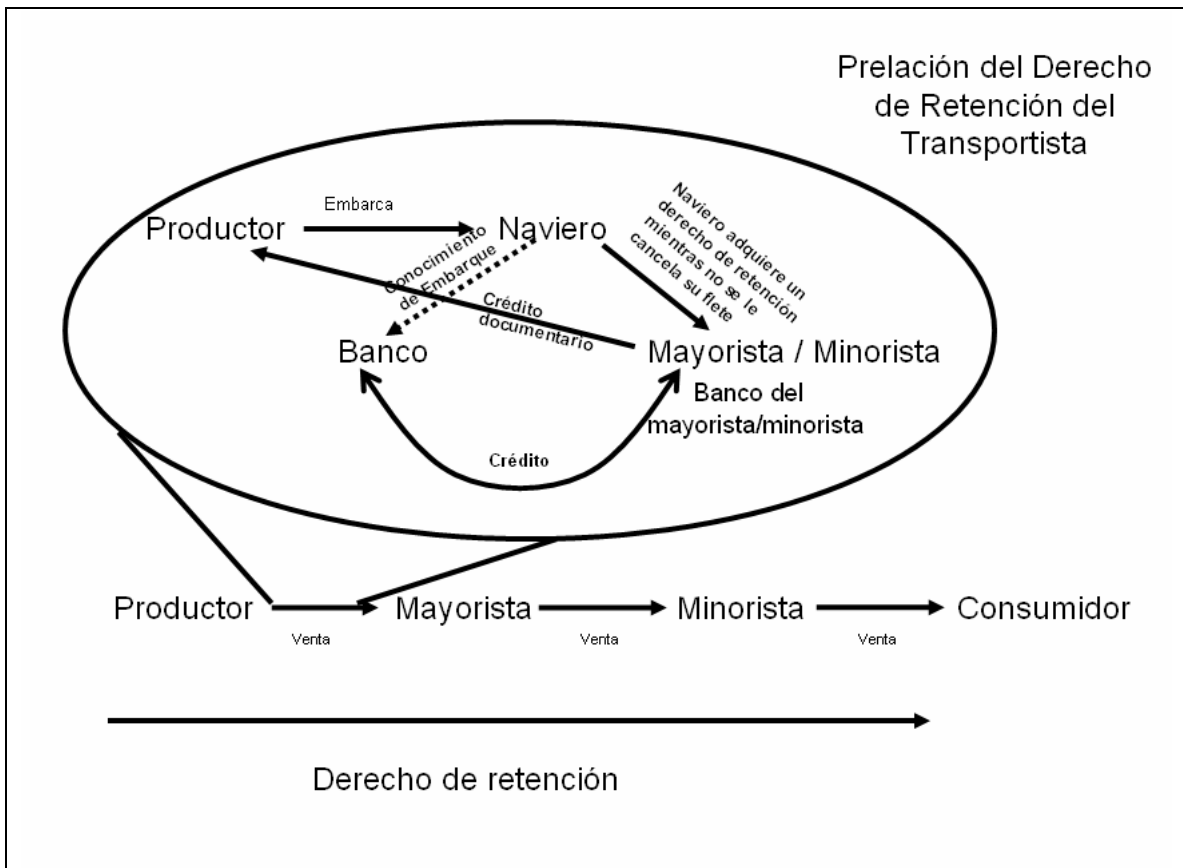 Prelación del Derecho
de Retención del
Transportista
Productor
Embarca
Naviero
Naviero adquiere un
derecho de retención
mientras no se le
cancela su flete
Conocimiento
de Embarque
Crédito
documentario
Banco
Mayorista / Minorista
Banco del
mayorista/minorista
Crédito
Productor
Mayorista
Minorista
Consumidor
Venta
Venta
Venta
Derecho de retención